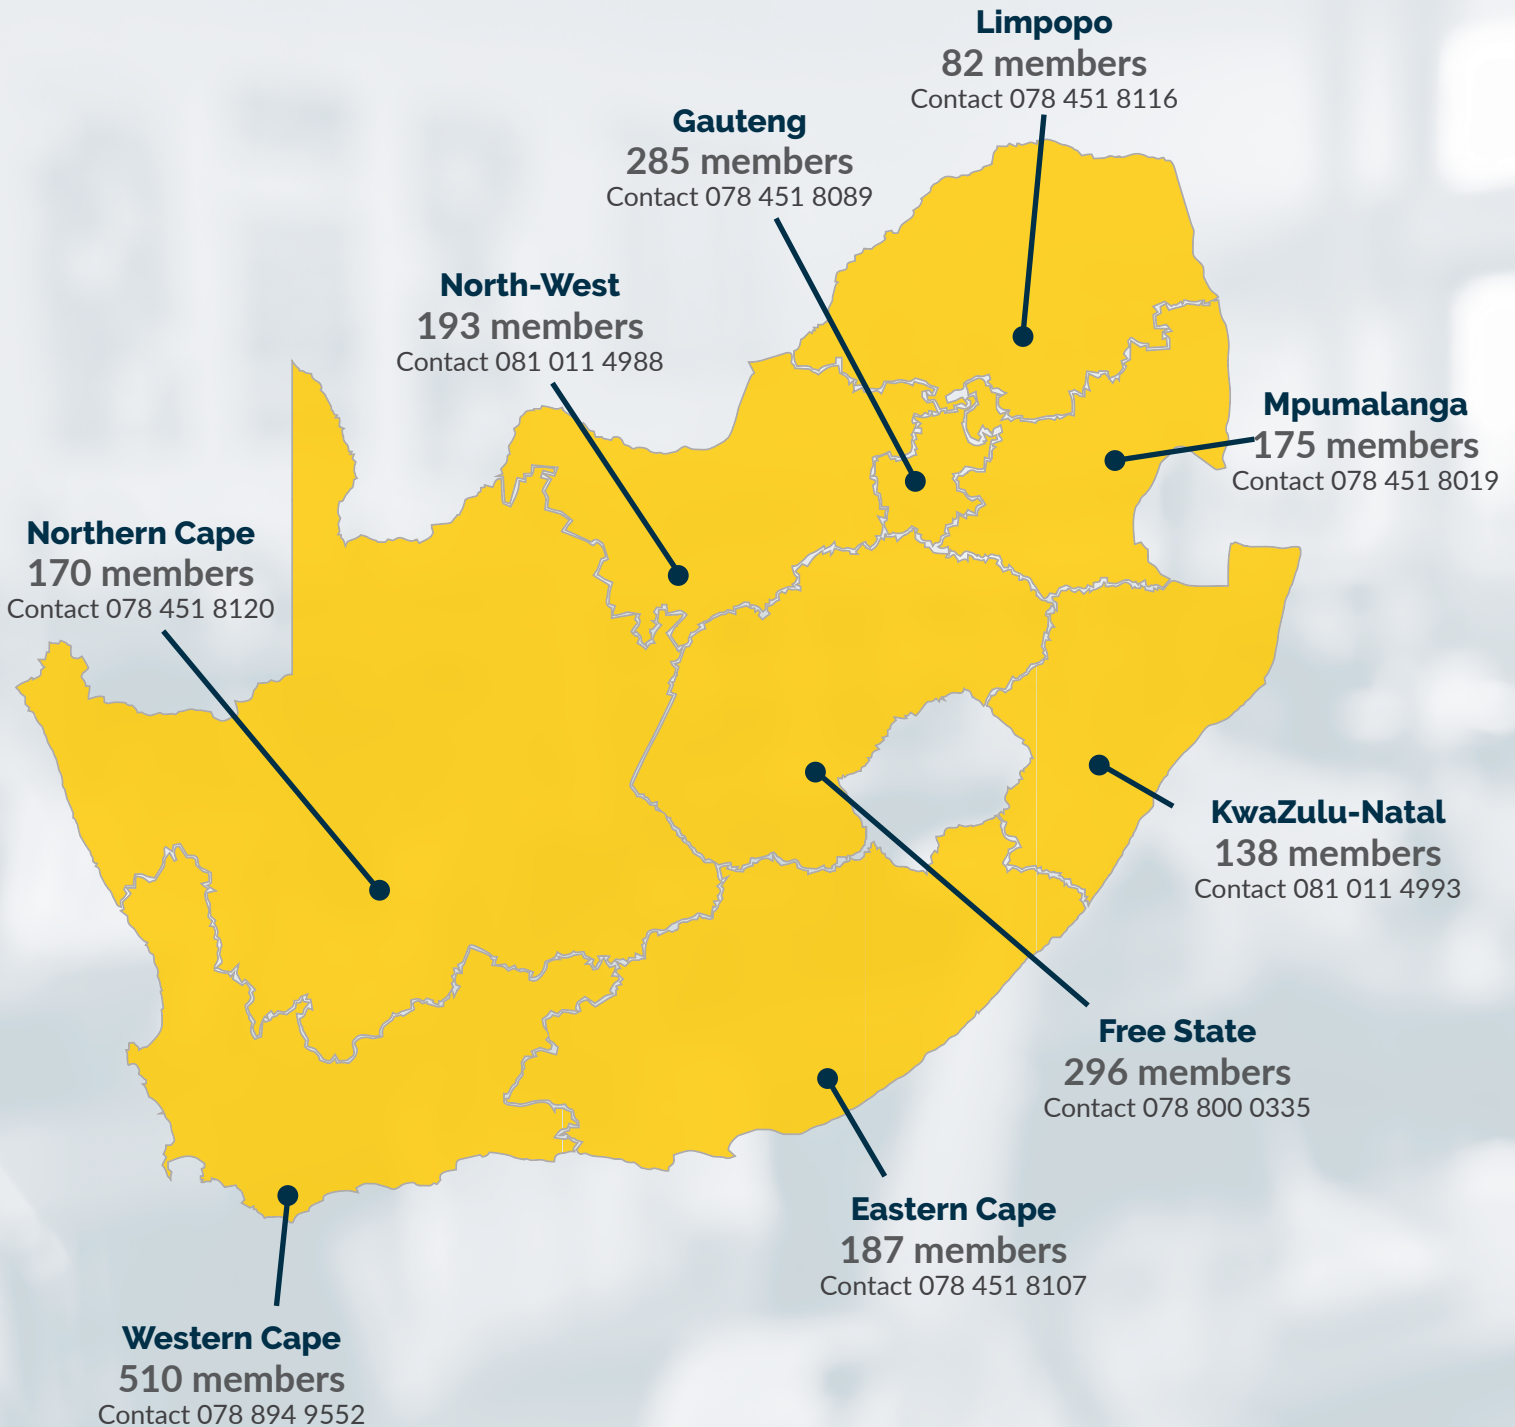 Limpopo
82 members
Contact 078 451 8116
Gauteng
285 members
Contact 078 451 8089
North-West
193 members
Contact 081 011 4988
Mpumalanga
175 members
Contact 078 451 8019
Northern Cape
170 members
Contact 078 451 8120
KwaZulu-Natal
138 members
Contact 081 011 4993
Free State
296 members
Contact 078 800 0335
Eastern Cape
187 members
Contact 078 451 8107
Western Cape
510 members
Contact 078 894 9552